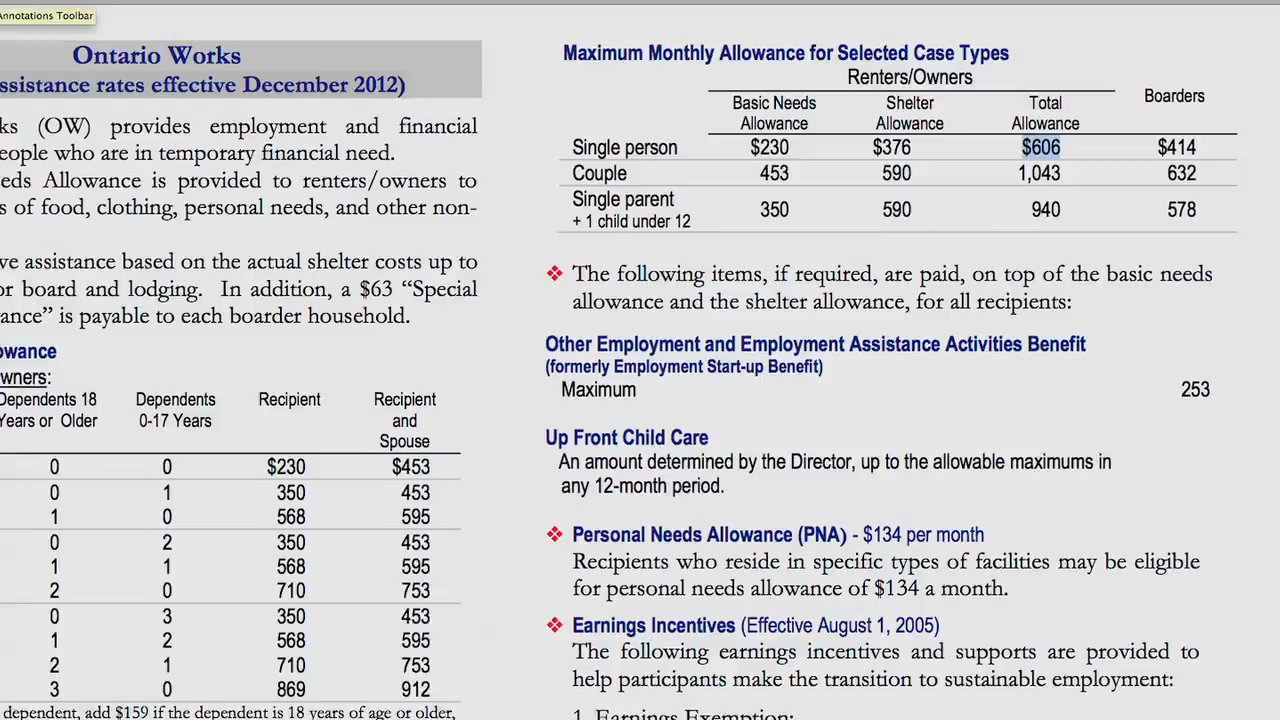 Annotations Toolbar
Ontario Works
ssistance rates effective December 2012)
ks (OW) provides employment and financial
eople who are in temporary financial need.
eeds Allowance is provided to renters/owners to
s of food, clothing, personal needs, and other non-
ve assistance based on the actual shelter costs up to
or board and lodging. In addition, a $63 “Special
ance” is payable to each boarder household.
owance
wners:
Dependents 18 Dependents Recipient Recipient
Years or Older 0-17 Years and
Spouse
0 0 $230 $453
0 1 350 453
1 0 568 595
0 2 350 453
1 1 568 595
2 0 710 753
0 3 350 453
1 2 568 595
2 1 710 753
3 0 869 912
dependent, add $159 if the dependent is 18 years of age or older,
Maximum Monthly Allowance for Selected Case Types
Renters/Owners
Basic Needs Shelter Total Boarders
Allowance Allowance Allowance
Single person $230 $376 $606 $414
Couple 453 590 1,043 632
Single parent 350 590 940 578
+ 1 child under 12
❖ The following items, if required, are paid, on top of the basic needs
allowance and the shelter allowance, for all recipients:
Other Employment and Employment Assistance Activities Benefit
(formerly Employment Start-up Benefit)
Maximum 253
Up Front Child Care
An amount determined by the Director, up to the allowable maximums in
any 12-month period.
❖ Personal Needs Allowance (PNA) - $134 per month
Recipients who reside in specific types of facilities may be eligible
for personal needs allowance of $134 a month.
❖ Earnings Incentives (Effective August 1, 2005)
The following earnings incentives and supports are provided to
help participants make the transition to sustainable employment:
1. Earnings Exemption: